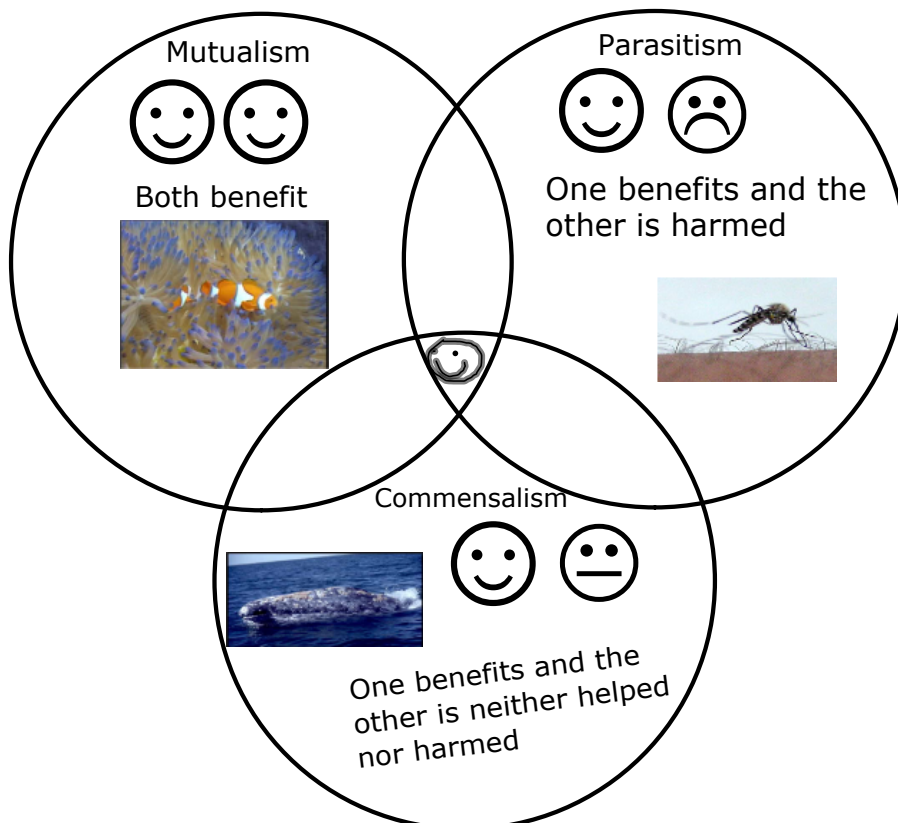 Mutualism
Both benefit
Parasitism
One benefits and the
other is harmed
Commensalism
One benefits and the
other is neither helped
nor harmed